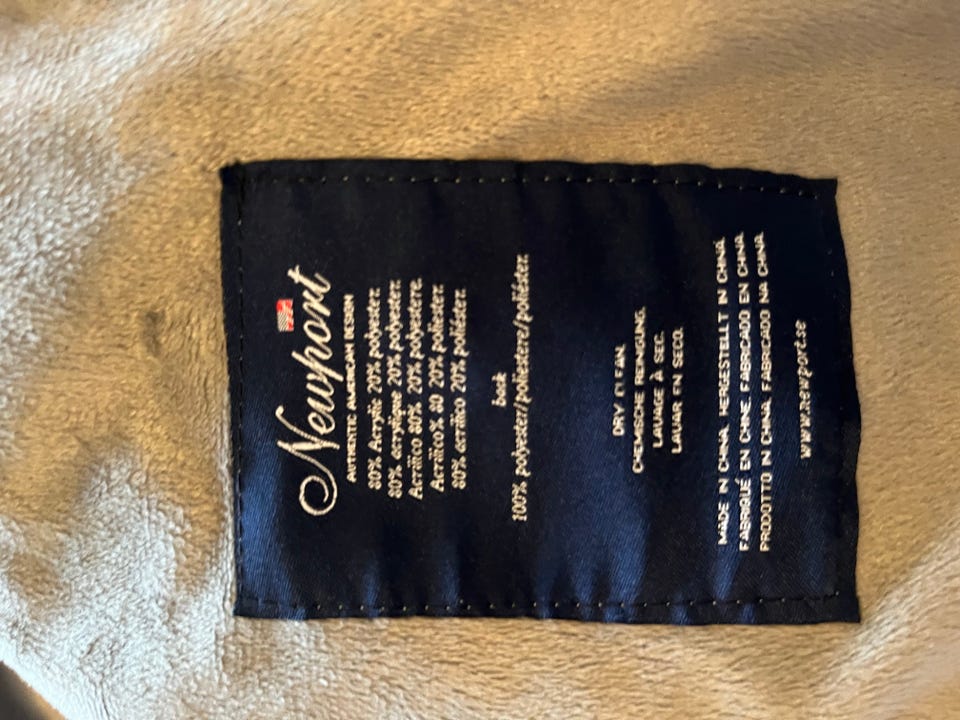 Newport
AUTHENTIC AMERICAN DESIGN
80% Acrylic 20% polyester.
80% acrylique 20% polyester.
Acrilico 80% 20% polyestere.
Acrílico % 80 20% poliester.
80% acrílico 20% poliéster.
back
100% polyester/poliestere/poliéster.
DRY CLEAN.
CHEMISCHE REINIGUNG.
LAVAGE À SEC.
LAVAR EN SECO.
MADE IN CHINA. HERGESTELLT IN CHINA.
FABRIQUÉ EN CHINE. FABRICADO EN CHINA
PRODOTTO IN CHINA. FABRICADO NA CHINA.
www.newport.se